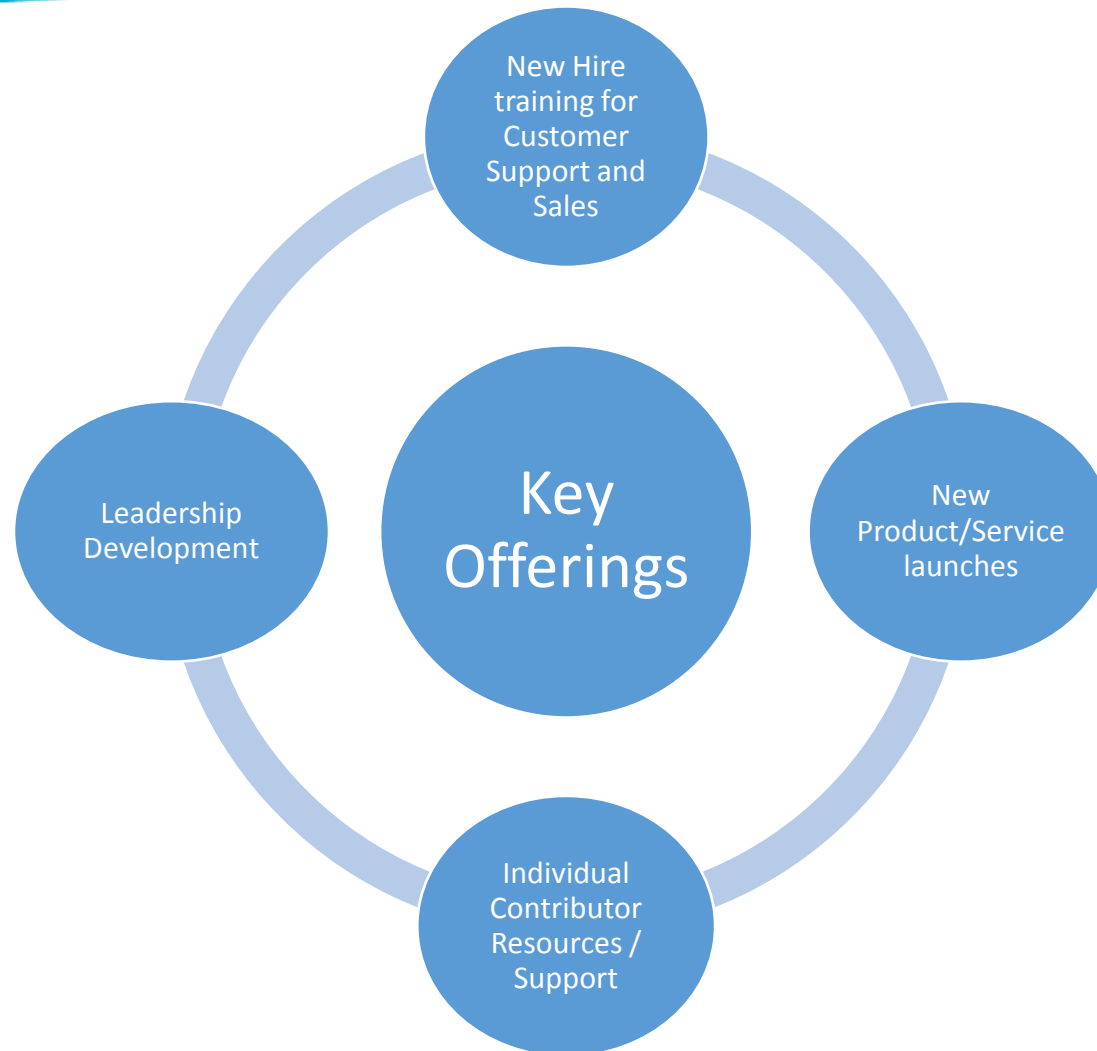 New Hire
training for
Customer
Support and
Sales
Leadership
Development
Key
Offerings
New
Product/Service
launches
Individual
Contributor
Resources /
Support